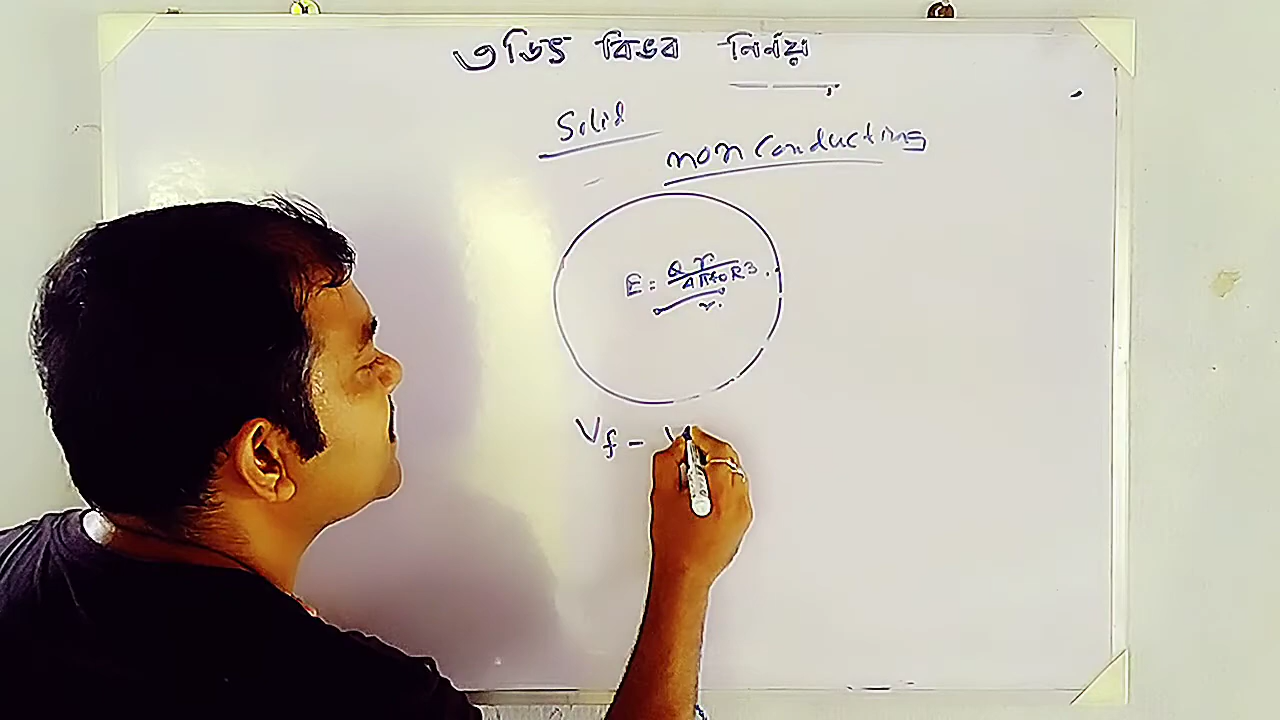 তড়িৎ বিভব নির্ণয়
Solid
non conducting
E = Qr / 4πε0R3
r.
Vf - V